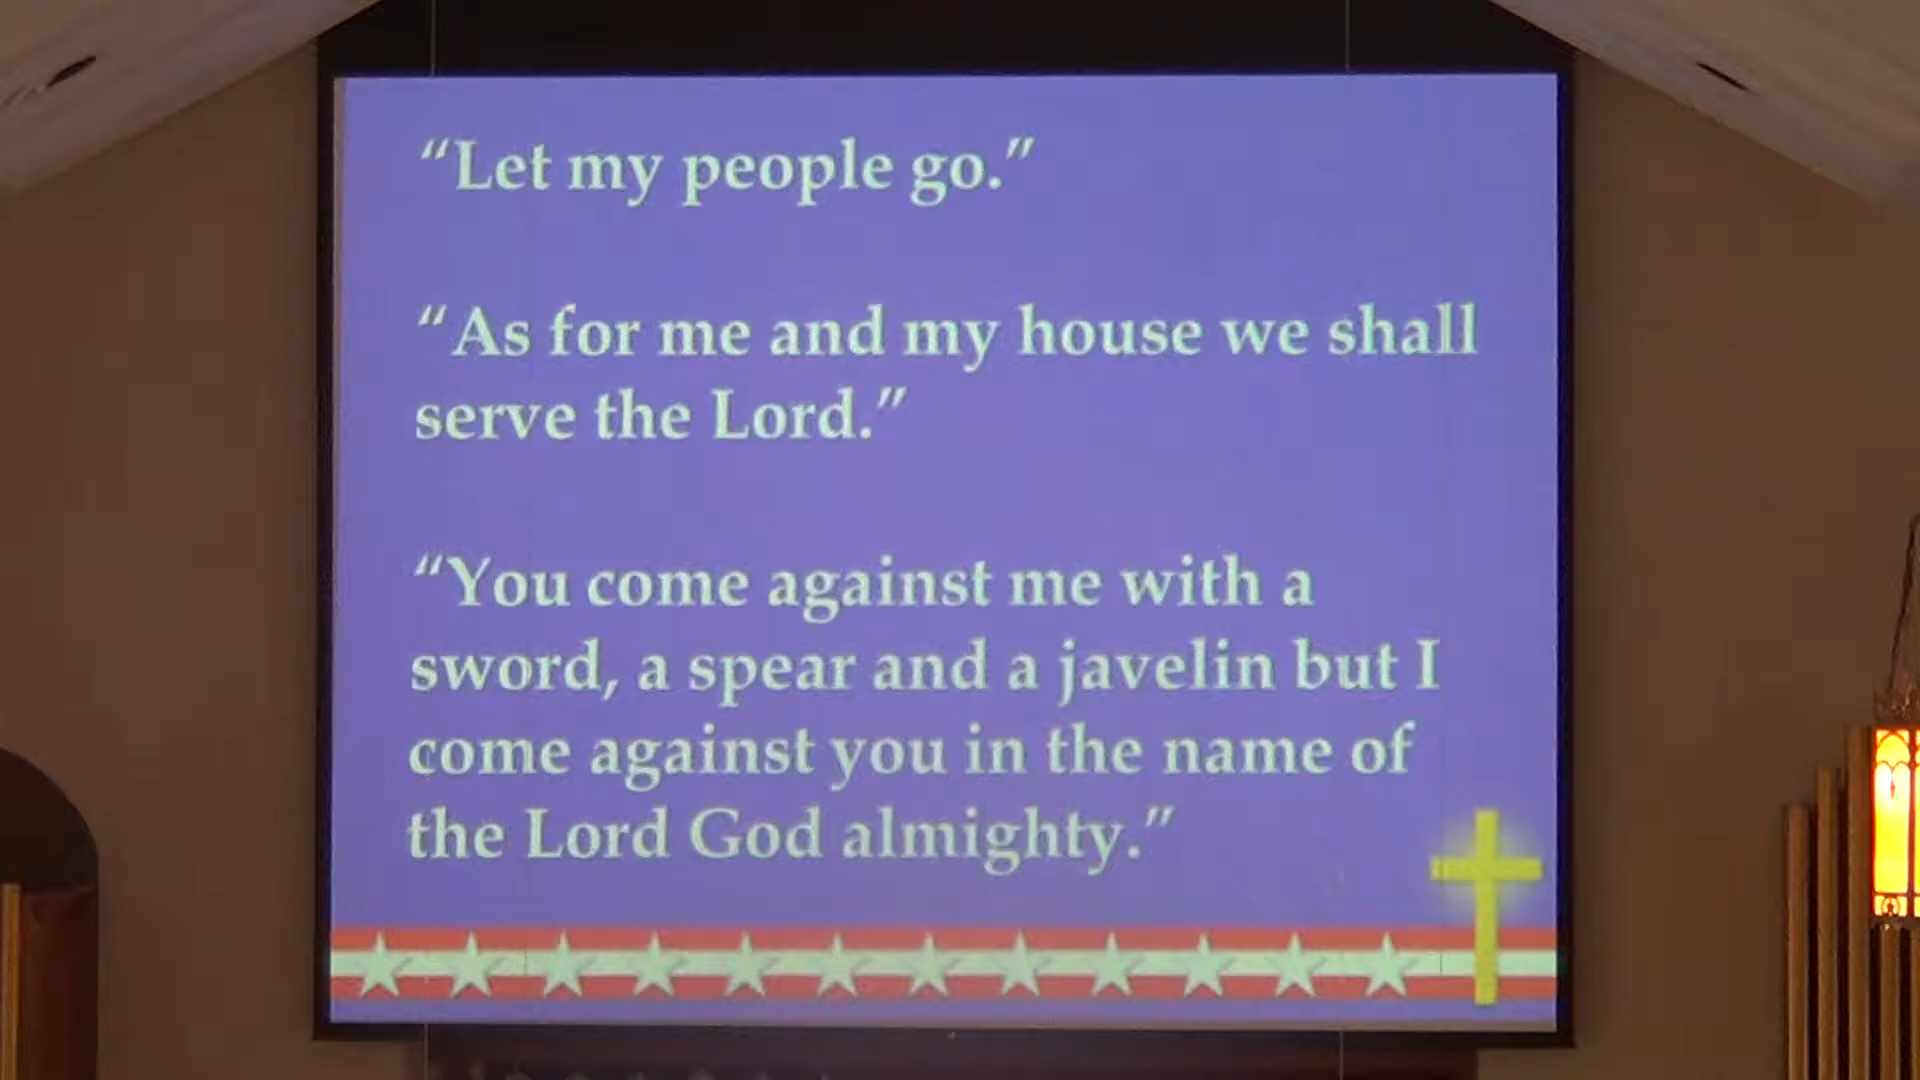 “Let my people go.”
“As for me and my house we shall
serve the Lord.”
“You come against me with a
sword, a spear and a javelin but I
come against you in the name of
the Lord God almighty.”